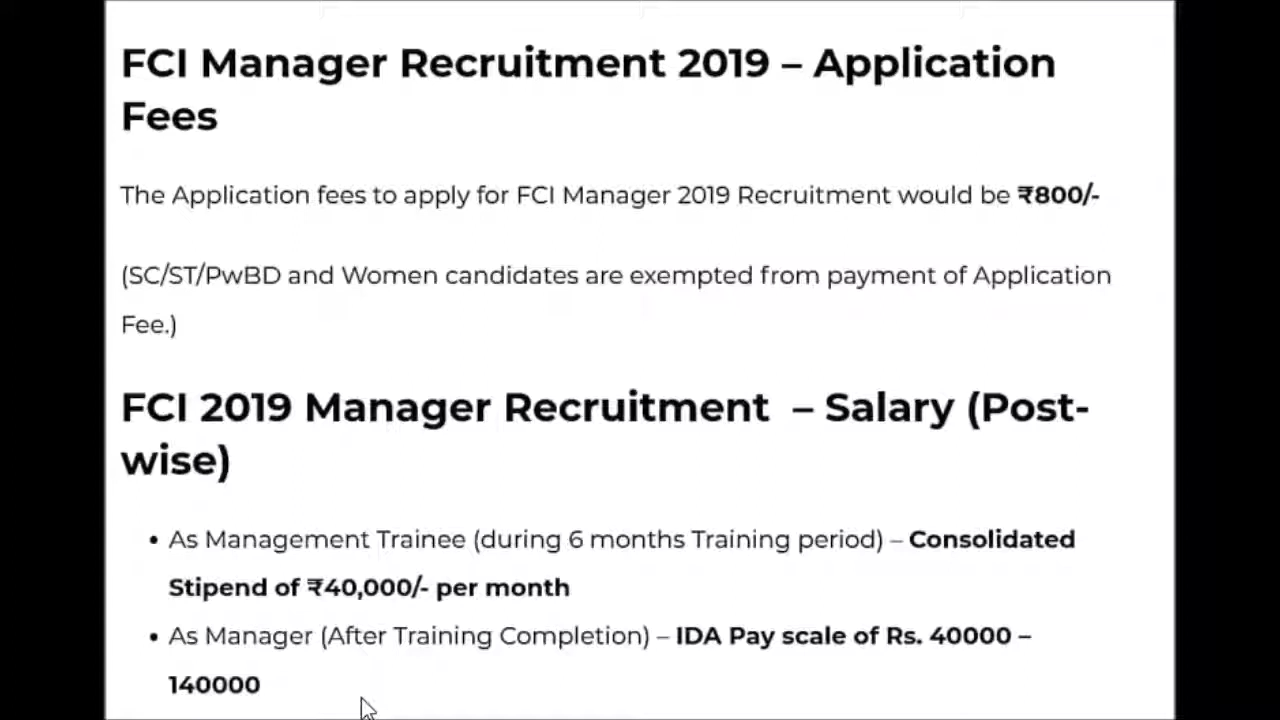 FCI Manager Recruitment 2019 – Application
Fees
The Application fees to apply for FCI Manager 2019 Recruitment would be ₹800/-
(SC/ST/PwBD and Women candidates are exempted from payment of Application
Fee.)
FCI 2019 Manager Recruitment – Salary (Post-
wise)
• As Management Trainee (during 6 months Training period) – Consolidated
Stipend of ₹40,000/- per month
• As Manager (After Training Completion) – IDA Pay scale of Rs. 40000 –
140000